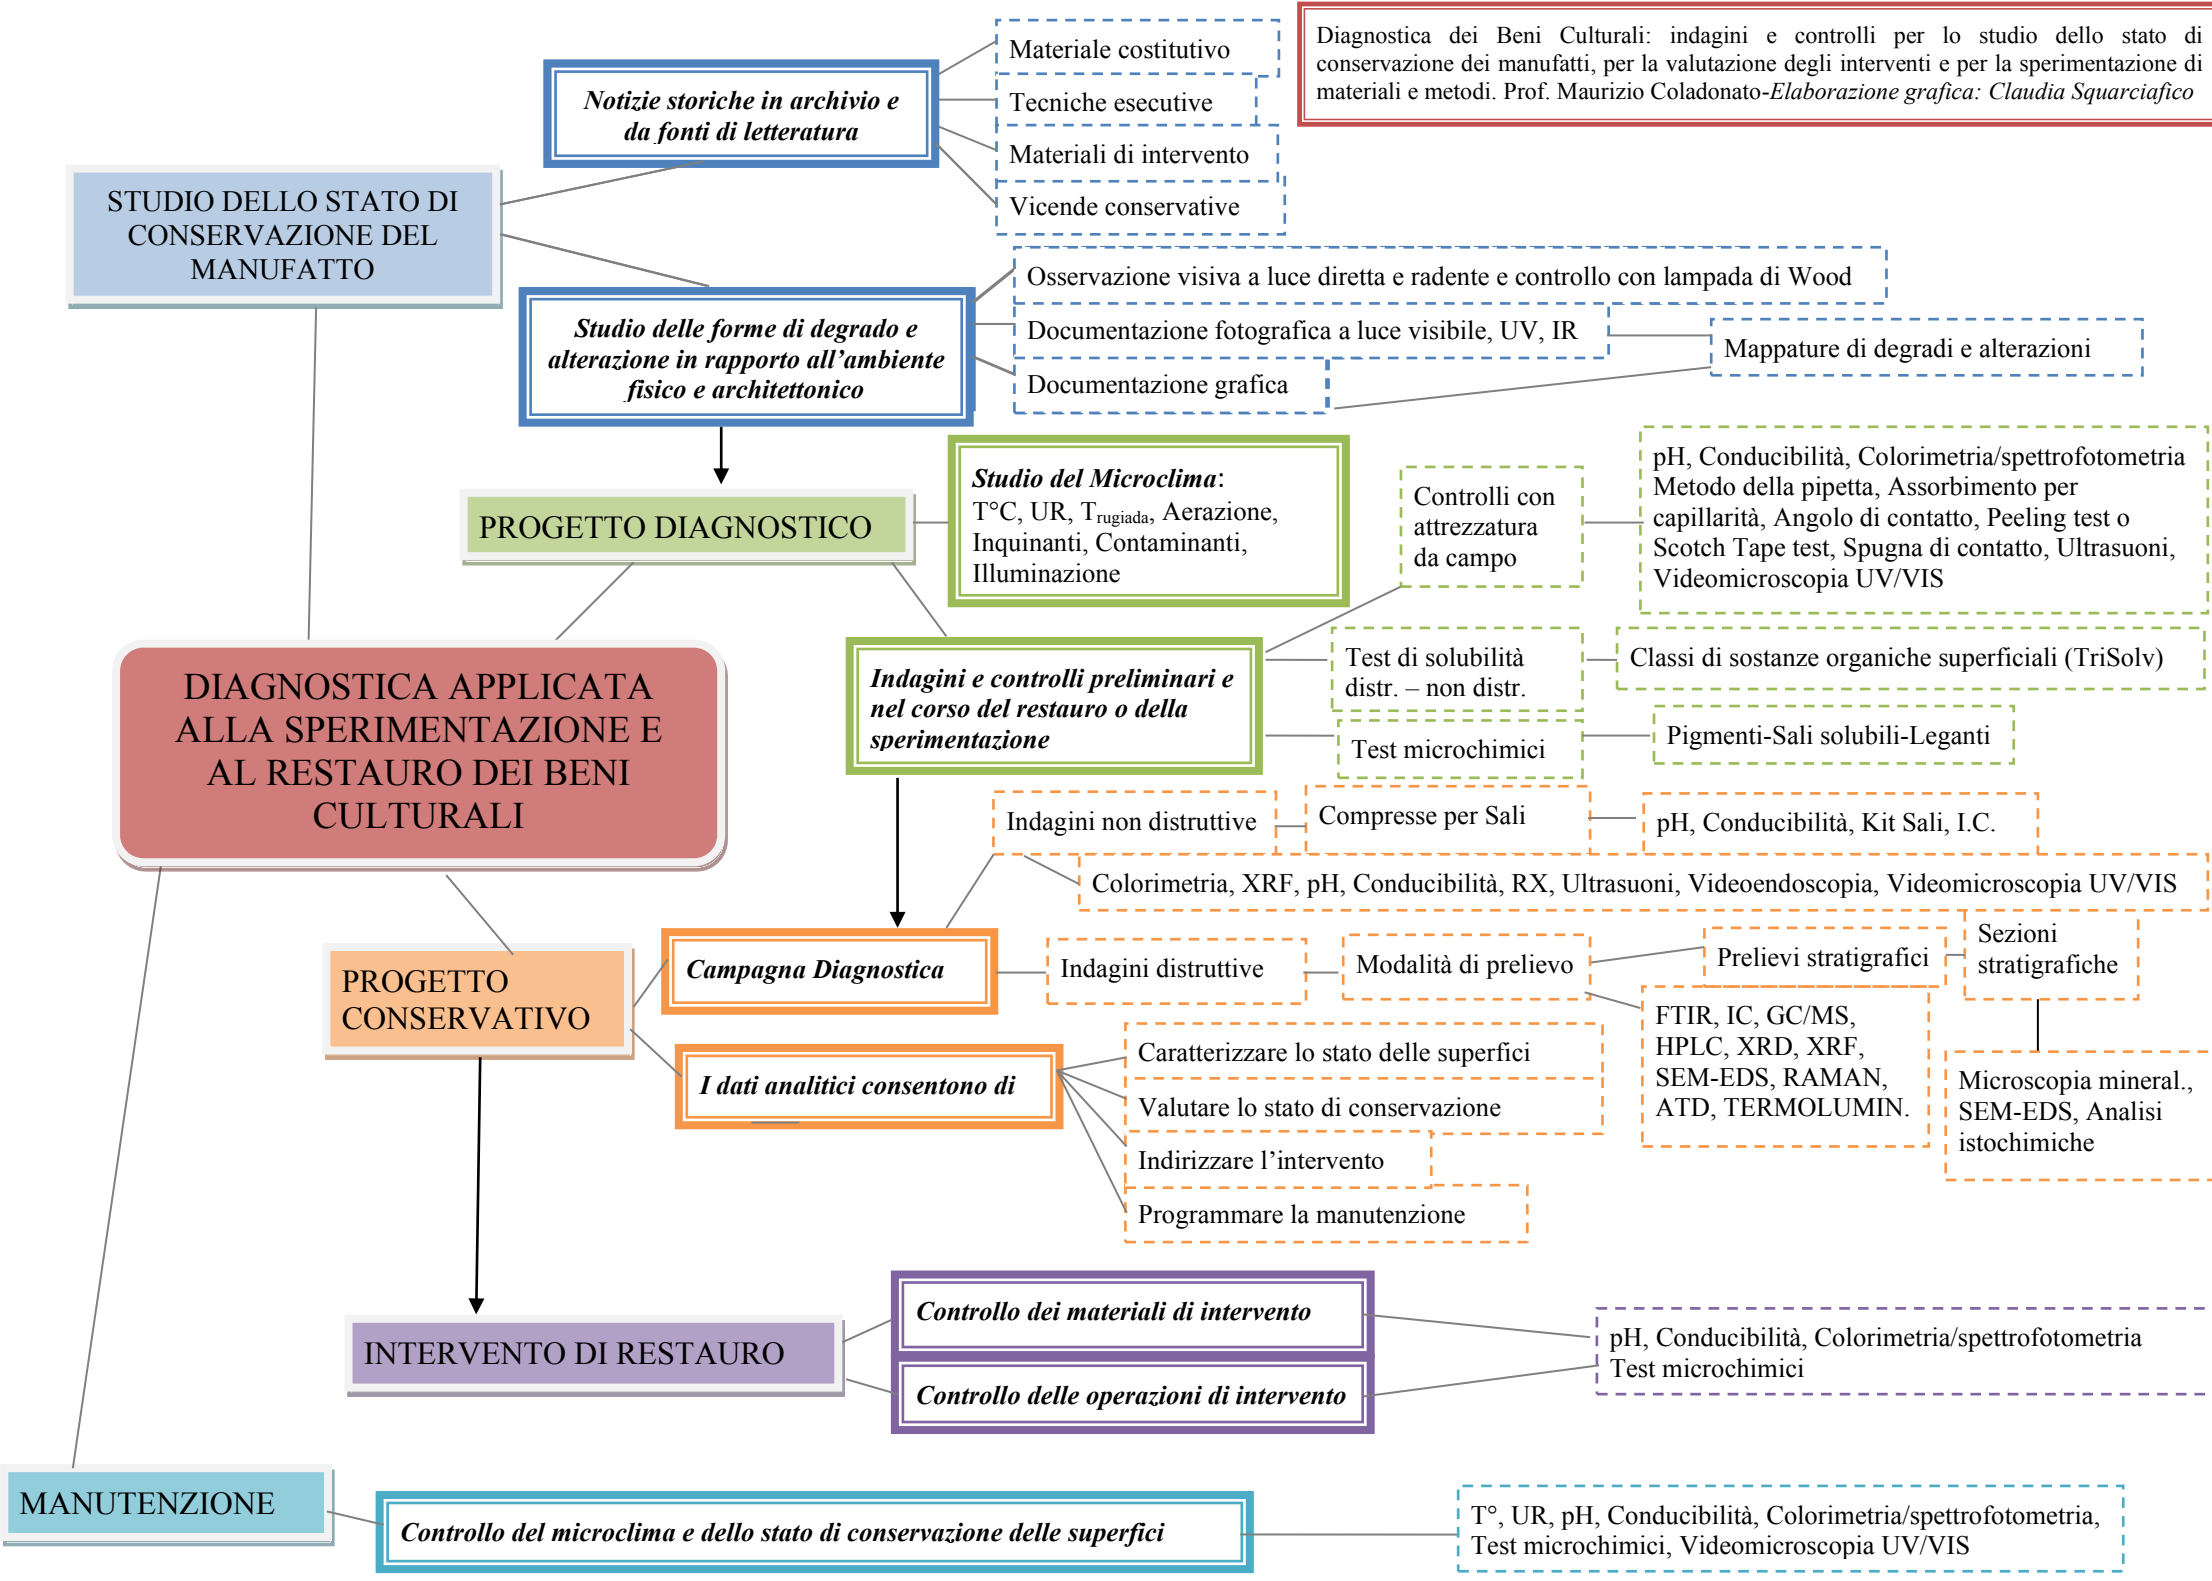 Diagnostica dei Beni Culturali: indagini e controlli per lo studio dello stato di
conservazione dei manufatti, per la valutazione degli interventi e per la sperimentazione di
materiali e metodi. Prof. Maurizio Coladonato-Elaborazione grafica: Claudia Squarciafico
Notizie storiche in archivio e
da fonti di letteratura
Materiale costitutivo
Tecniche esecutive
Materiali di intervento
Vicende conservative
STUDIO DELLO STATO DI
CONSERVAZIONE DEL
MANUFATTO
Studio delle forme di degrado e
alterazione in rapporto all'ambiente
fisico e architettonico
Osservazione visiva a luce diretta e radente e controllo con lampada di Wood
Documentazione fotografica a luce visibile, UV, IR
Documentazione grafica
Mappature di degradi e alterazioni
PROGETTO DIAGNOSTICO
Studio del Microclima:
T°C, UR, Trugiada, Aerazione,
Inquinanti, Contaminanti,
Illuminazione
Controlli con
attrezzatura
da campo
pH, Conducibilità, Colorimetria/spettrofotometria
Metodo della pipetta, Assorbimento per
capillarità, Angolo di contatto, Peeling test o
Scotch Tape test, Spugna di contatto, Ultrasuoni,
Videomicroscopia UV/VIS
DIAGNOSTICA APPLICATA
ALLA SPERIMENTAZIONE E
AL RESTAURO DEI BENI
CULTURALI
Indagini e controlli preliminari e
nel corso del restauro o della
sperimentazione
Test di solubilità
distr. – non distr.
Classi di sostanze organiche superficiali (TriSolv)
Test microchimici
Pigmenti-Sali solubili-Leganti
Indagini non distruttive
Compresse per Sali
pH, Conducibilità, Kit Sali, I.C.
Colorimetria, XRF, pH, Conducibilità, RX, Ultrasuoni, Videoendoscopia, Videomicroscopia UV/VIS
PROGETTO
CONSERVATIVO
Campagna Diagnostica
Indagini distruttive
Modalità di prelievo
Prelievi stratigrafici
Sezioni
stratigrafiche
FTIR, IC, GC/MS,
HPLC, XRD, XRF,
SEM-EDS, RAMAN,
ATD, TERMOLUMIN.
Microscopia mineral.,
SEM-EDS, Analisi
istochimiche
I dati analitici consentono di
Caratterizzare lo stato delle superfici
Valutare lo stato di conservazione
Indirizzare l'intervento
Programmare la manutenzione
INTERVENTO DI RESTAURO
Controllo dei materiali di intervento
Controllo delle operazioni di intervento
pH, Conducibilità, Colorimetria/spettrofotometria
Test microchimici
MANUTENZIONE
Controllo del microclima e dello stato di conservazione delle superfici
T°, UR, pH, Conducibilità, Colorimetria/spettrofotometria,
Test microchimici, Videomicroscopia UV/VIS